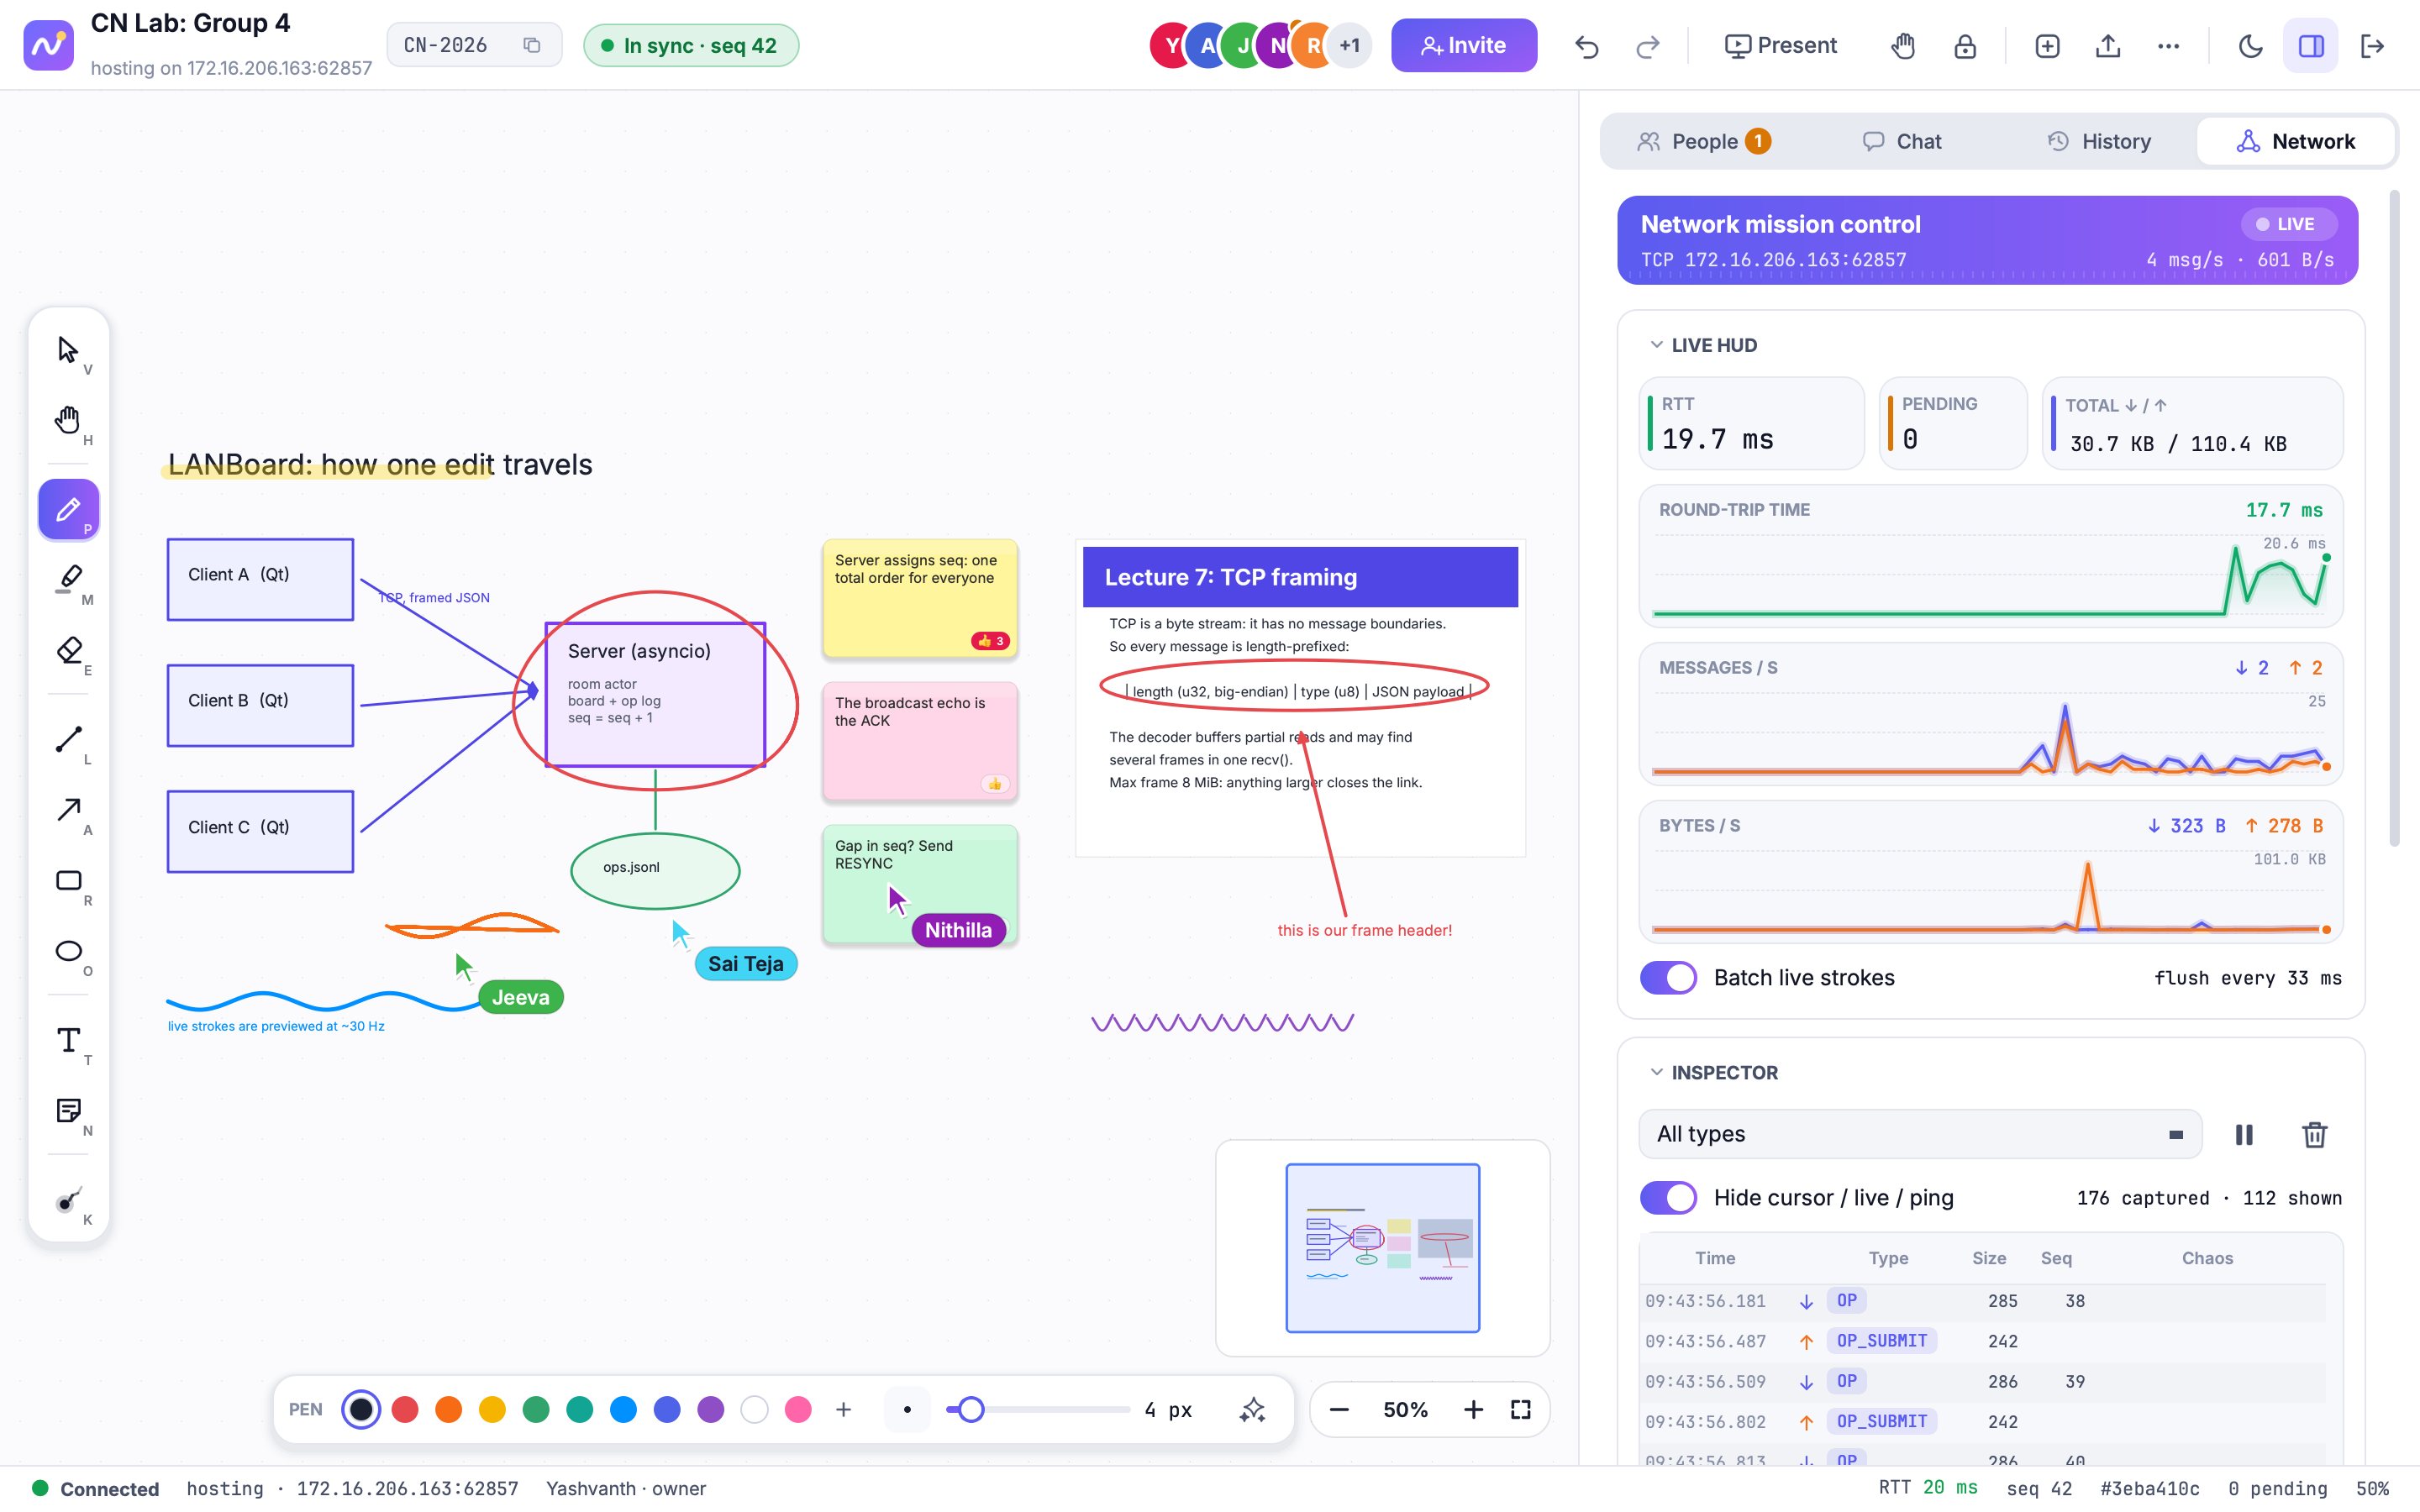 CN Lab: Group 4
hosting on 172.16.206.163:62857
CN-2026
In sync · seq 42
Y A J N R +1
Invite
Present
People 1
Chat
History
Network
Network mission control
LIVE
TCP 172.16.206.163:62857
4 msg/s · 601 B/s
LIVE HUD
RTT
19.7 ms
PENDING
0
TOTAL ↓ / ↑
30.7 KB / 110.4 KB
ROUND-TRIP TIME
17.7 ms
20.6 ms
MESSAGES / S
↓ 2 ↑ 2
25
BYTES / S
↓ 323 B ↑ 278 B
101.0 KB
Batch live strokes
flush every 33 ms
INSPECTOR
All types
Hide cursor / live / ping
176 captured · 112 shown
Time Type Size Seq Chaos
09:43:56.181 ↓ OP 285 38
09:43:56.487 ↑ OP_SUBMIT 242
09:43:56.509 ↓ OP 286 39
09:43:56.802 ↑ OP_SUBMIT 242
09:43:56.813 ↓ OP 286 40
V
H
P
M
E
L
A
R
O
T
N
K
LANBoard: how one edit travels
Client A (Qt)
TCP, framed JSON
Client B (Qt)
Client C (Qt)
Server (asyncio)
room actor
board + op log
seq = seq + 1
ops.jsonl
Server assigns seq: one
total order for everyone
👍 3
The broadcast echo is
the ACK
👍
Gap in seq? Send
RESYNC
Nithilla
Sai Teja
Jeeva
live strokes are previewed at ~30 Hz
Lecture 7: TCP framing
TCP is a byte stream: it has no message boundaries.
So every message is length-prefixed:
| length (u32, big-endian) | type (u8) | JSON payload |
The decoder buffers partial reads and may find
several frames in one recv().
Max frame 8 MiB: anything larger closes the link.
this is our frame header!
PEN
4 px
50%
Connected
hosting · 172.16.206.163:62857
Yashvanth · owner
RTT 20 ms
seq 42
#3eba410c
0 pending
50%